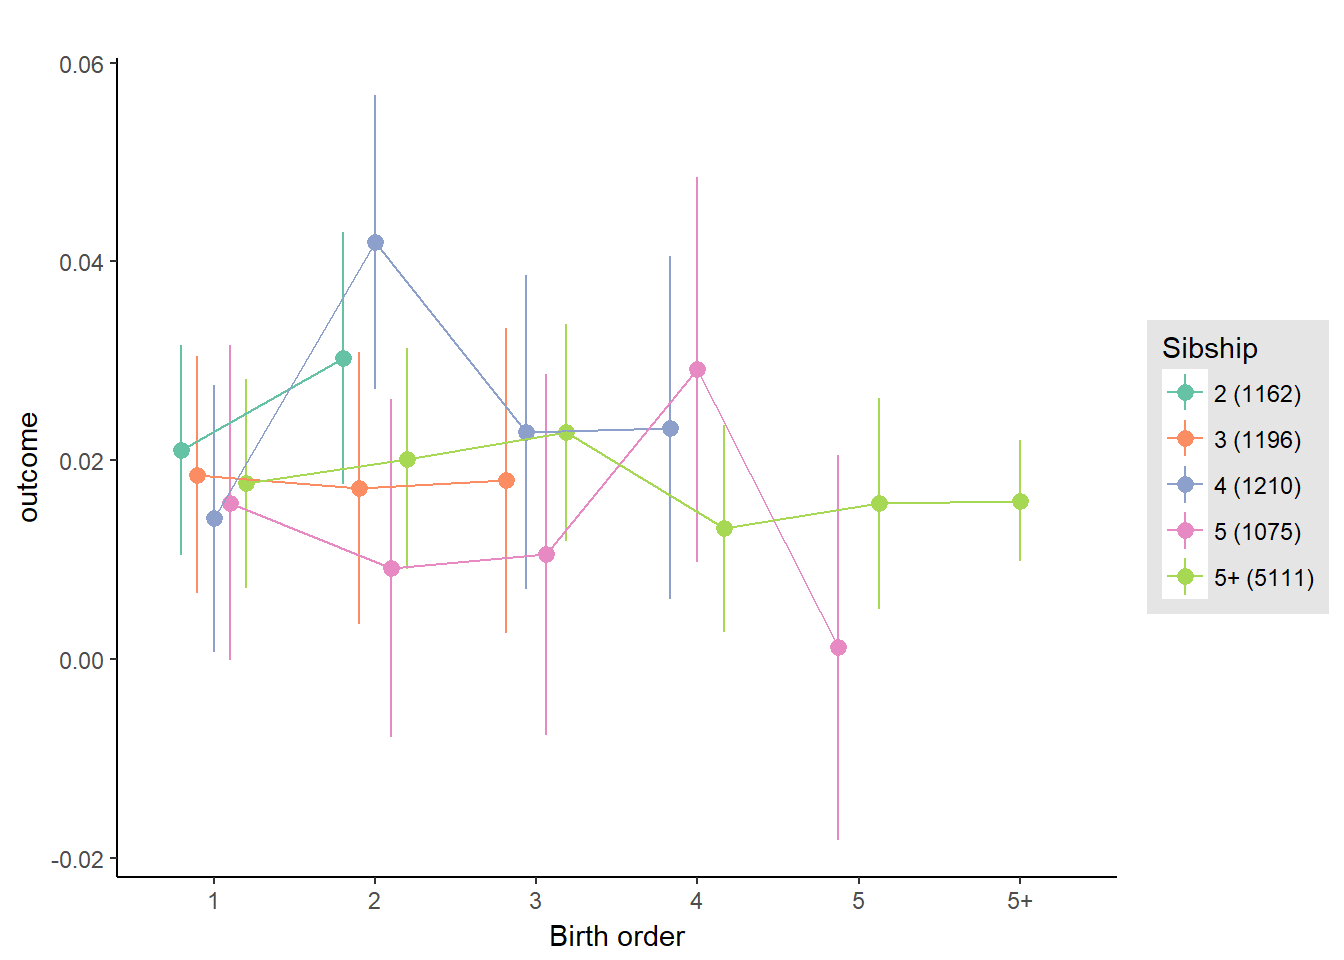 0.06
0.04
0.02
0.00
-0.02
outcome
1 2 3 4 5 5+
Birth order
Sibship
2 (1162)
3 (1196)
4 (1210)
5 (1075)
5+ (5111)